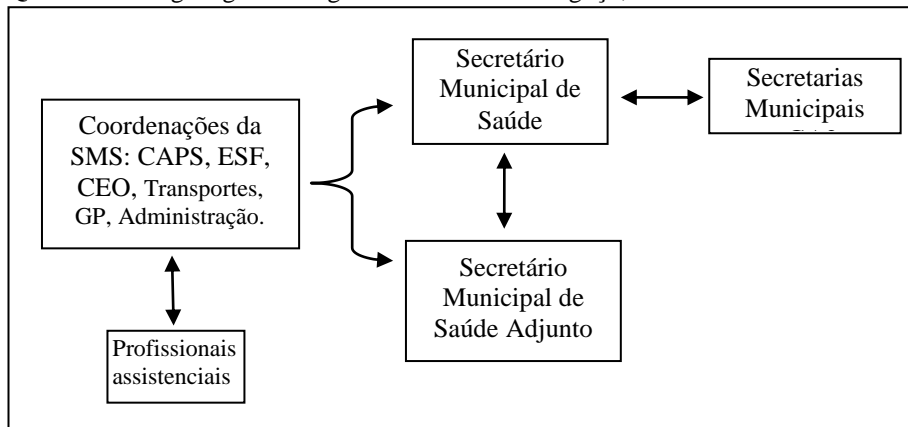 Secretário
Municipal de
Saúde
Secretarias
Municipais
Coordenações da
SMS: CAPS, ESF,
CEO, Transportes,
GP, Administração.
Secretário
Municipal de
Saúde Adjunto
Profissionais
assistenciais